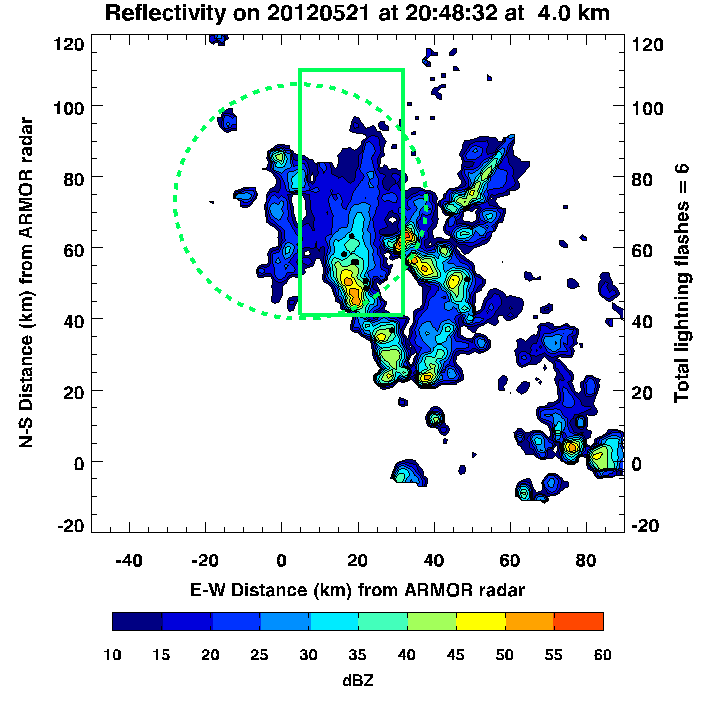 Reflectivity on 20120521 at 20:48:32 at 4.0 km
120 120
100 100
80 80
60 60
40 40
20 20
0 0
-20 -20
N-S Distance (km) from ARMOR radar
Total lightning flashes = 6
-40 -20 0 20 40 60 80
E-W Distance (km) from ARMOR radar
10 15 20 25 30 35 40 45 50 55 60
dBZ